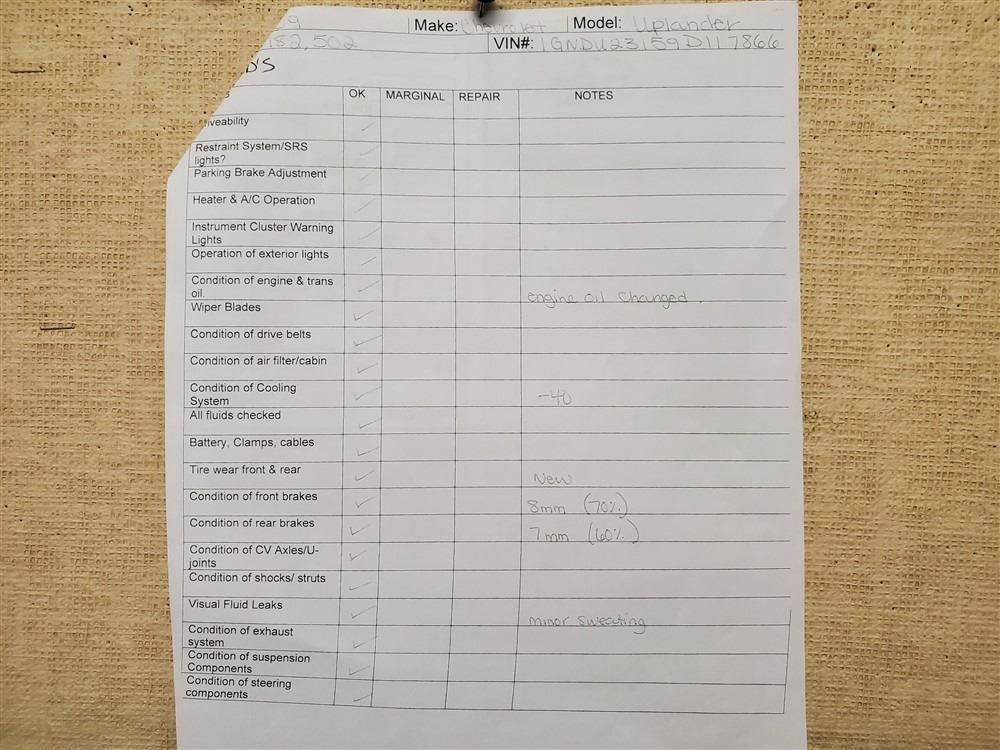 9 Make: Chevrolet Model: Uplander
182,502 VIN#: 1GNDU23159D117866
D'S
OK MARGINAL REPAIR NOTES
iveability
Restraint System/SRS
lights?
Parking Brake Adjustment
Heater & A/C Operation
Instrument Cluster Warning
Lights
Operation of exterior lights
Condition of engine & trans
oil. engine oil changed.
Wiper Blades
Condition of drive belts
Condition of air filter/cabin
Condition of Cooling
System -40
All fluids checked
Battery, Clamps, cables
Tire wear front & rear New
Condition of front brakes 8mm (70%)
Condition of rear brakes 7mm (60%)
Condition of CV Axles/U-
joints
Condition of shocks/ struts
Visual Fluid Leaks minor sweating
Condition of exhaust
system
Condition of suspension
Components
Condition of steering
components